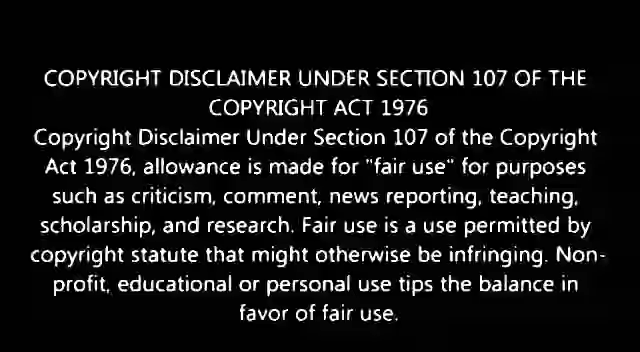 COPYRIGHT DISCLAIMER UNDER SECTION 107 OF THE
COPYRIGHT ACT 1976
Copyright Disclaimer Under Section 107 of the Copyright
Act 1976, allowance is made for "fair use" for purposes
such as criticism, comment, news reporting, teaching,
scholarship, and research. Fair use is a use permitted by
copyright statute that might otherwise be infringing. Non-
profit, educational or personal use tips the balance in
favor of fair use.